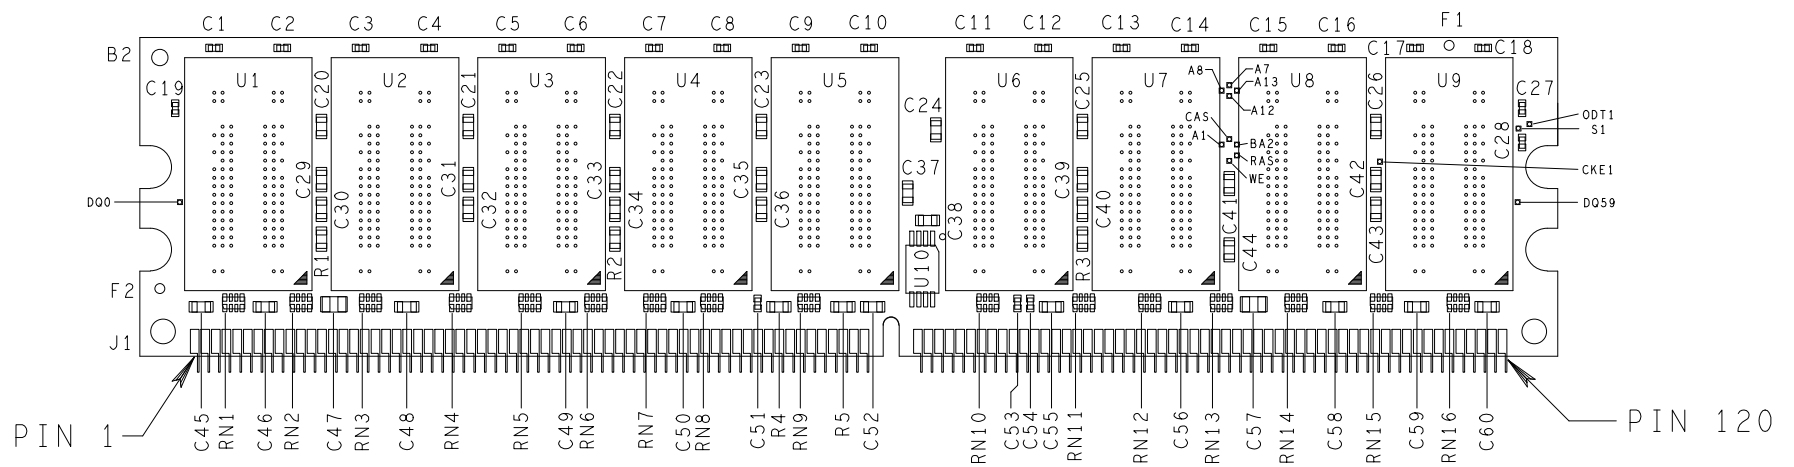 C1 C2 C3 C4 C5 C6 C7 C8 C9 C10 C11 C12 C13 C14 C15 C16 F1
B2 C17 C18
U1 U2 U3 U4 U5 U6 U7 U8 U9
A8 A7
A13
A12
C19 C20 C21 C22 C23 C24 C25 C26 C27
CAS ODT1
A1 BA2 S1
RAS
WE
C28
CKE1
C29 C31 C33 C35 C37 C39 C42
DQ0 DQ59
C30 C32 C34 C36 C38 C40 C41 C43
C44
R1 R2 U10 R3
F2
J1
C45 RN1 C46 RN2 C47 RN3 C48 RN4 RN5 C49 RN6 RN7 C50 RN8 C51 R4 RN9 R5 C52 RN10 C53 C54 C55 RN11 RN12 C56 RN13 C57 RN14 C58 RN15 C59 RN16 C60
PIN 1 PIN 120